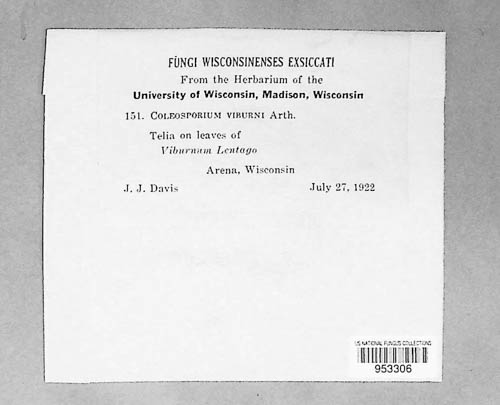 FUNGI WISCONSINENSES EXSICCATI
From the Herbarium of the
University of Wisconsin, Madison, Wisconsin
151. COLEOSPORIUM VIBURNI Arth.
Telia on leaves of
Viburnum Lentago
Arena, Wisconsin
J. J. Davis July 27, 1922
US NATIONAL FUNGUS COLLECTIONS
953306